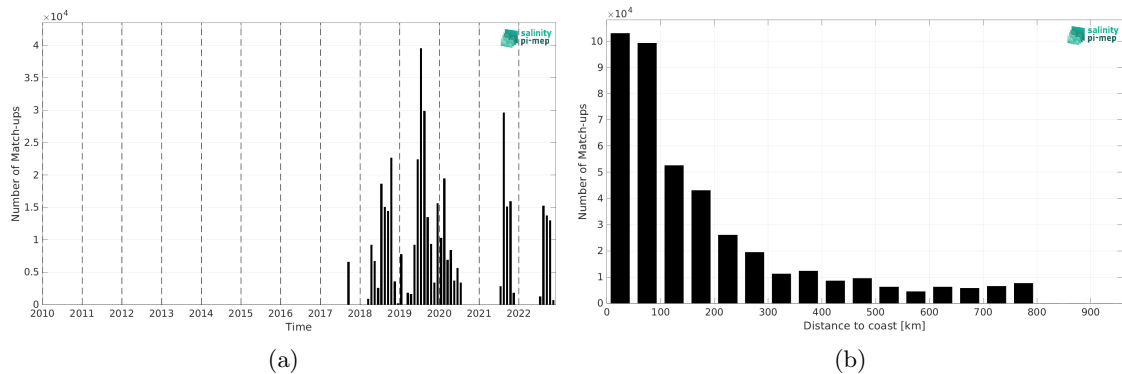 ×10⁴
salinity
pi-mep
Number of Match-ups
4
3.5
3
2.5
2
1.5
1
0.5
0
2010 2011 2012 2013 2014 2015 2016 2017 2018 2019 2020 2021 2022
Time
(a)
×10⁴
salinity
pi-mep
Number of Match-ups
10
9
8
7
6
5
4
3
2
1
0
0 100 200 300 400 500 600 700 800 900
Distance to coast [km]
(b)